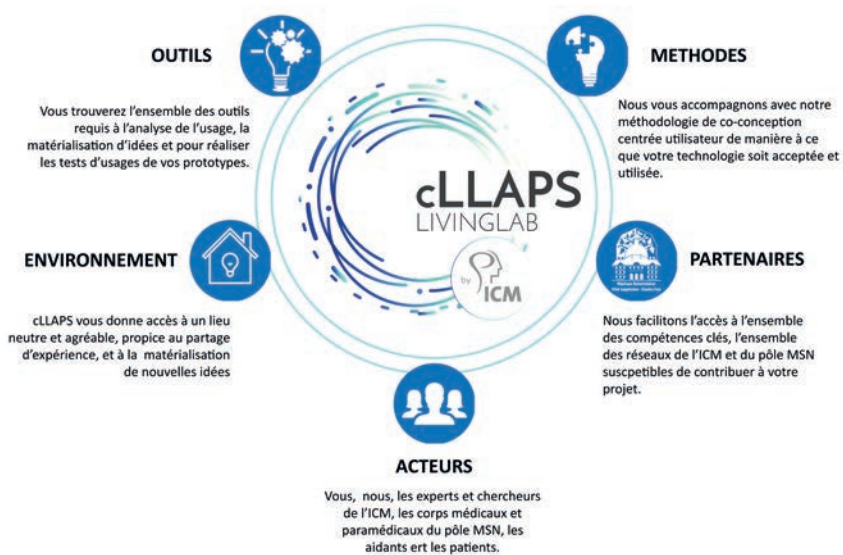 OUTILS
Vous trouverez l'ensemble des outils
requis à l'analyse de l'usage, la
matérialisation d'idées et pour réaliser
les tests d'usages de vos prototypes.
METHODES
Nous vous accompagnons avec notre
méthodologie de co-conception
centrée utilisateur de manière à ce
que votre technologie soit acceptée et
utilisée.
cLLAPS
LIVINGLAB
by ICM
ENVIRONNEMENT
cLLAPS vous donne accès à un lieu
neutre et agréable, propice au partage
d'expérience, et à la matérialisation
de nouvelles idées
PARTENAIRES
Nous facilitons l'accès à l'ensemble
des compétences clés, l'ensemble
des réseaux de l'ICM et du pôle MSN
suscpetibles de contribuer à votre
projet.
ACTEURS
Vous, nous, les experts et chercheurs
de l'ICM, les corps médicaux et
paramédicaux du pôle MSN, les
aidants ert les patients.